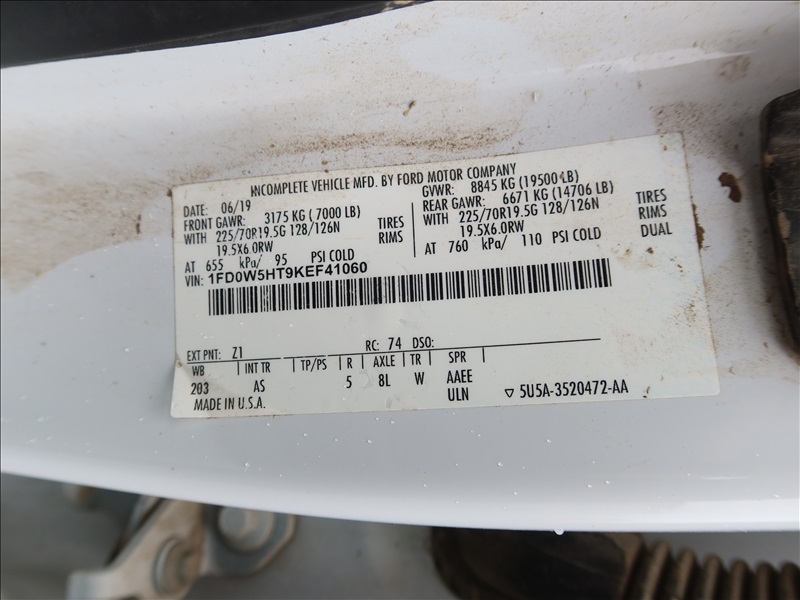 INCOMPLETE VEHICLE MFD. BY FORD MOTOR COMPANY
DATE: 06/19 GVWR: 8845 KG (19500 LB)
FRONT GAWR: 3175 KG ( 7000 LB) REAR GAWR: 6671 KG (14706 LB)
WITH 225/70R19.5G 128/126N TIRES WITH 225/70R19.5G 128/126N TIRES
19.5X6.0RW RIMS 19.5X6.0RW RIMS
AT 655 kPa/ 95 PSI COLD AT 760 kPa/ 110 PSI COLD DUAL
VIN: 1FD0W5HT9KEF41060
EXT PNT: Z1 RC: 74 DSO:
WB INT TR TP/PS R AXLE TR SPR
203 AS 5 8L W AAEE
MADE IN U.S.A. ULN ▽ 5U5A-3520472-AA